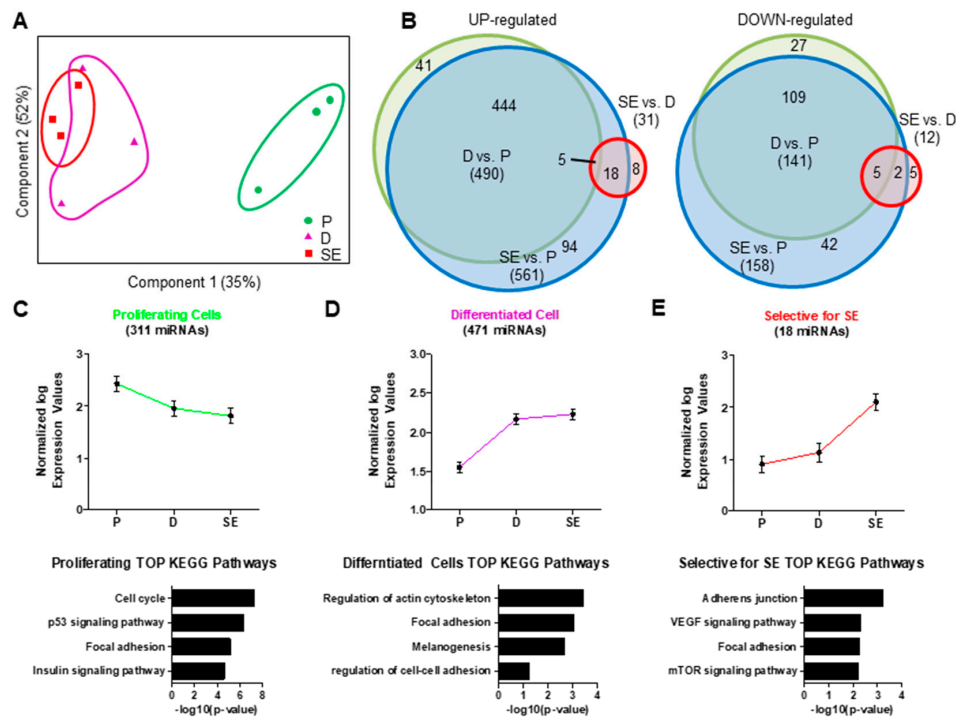 A
Component 2 (52%)
P
D
SE
Component 1 (35%)
B
UP-regulated
41
444
SE vs. D
(31)
D vs. P
(490)
5
18
8
94
SE vs. P
(561)
DOWN-regulated
27
109
SE vs. D
(12)
D vs. P
(141)
5
2
5
SE vs. P
(158)
42
C
Proliferating Cells
(311 miRNAs)
Normalized log
Expression Values
3
2
1
0
P
D
SE
Proliferating TOP KEGG Pathways
Cell cycle
p53 signaling pathway
Focal adhesion
Insulin signaling pathway
0
2
4
6
8
-log10(p-value)
D
Differentiated Cell
(471 miRNAs)
Normalized log
Expression Values
3.0
2.5
2.0
1.5
1.0
P
D
SE
Differntiated Cells TOP KEGG Pathways
Regulation of actin cytoskeleton
Focal adhesion
Melanogenesis
regulation of cell-cell adhesion
0
1
2
3
4
-log10(p-value)
E
Selective for SE
(18 miRNAs)
Normalized log
Expression Values
3
2
1
0
P
D
SE
Selective for SE TOP KEGG Pathways
Adherens junction
VEGF signaling pathway
Focal adhesion
mTOR signaling pathway
0
1
2
3
4
-log10(p-value)